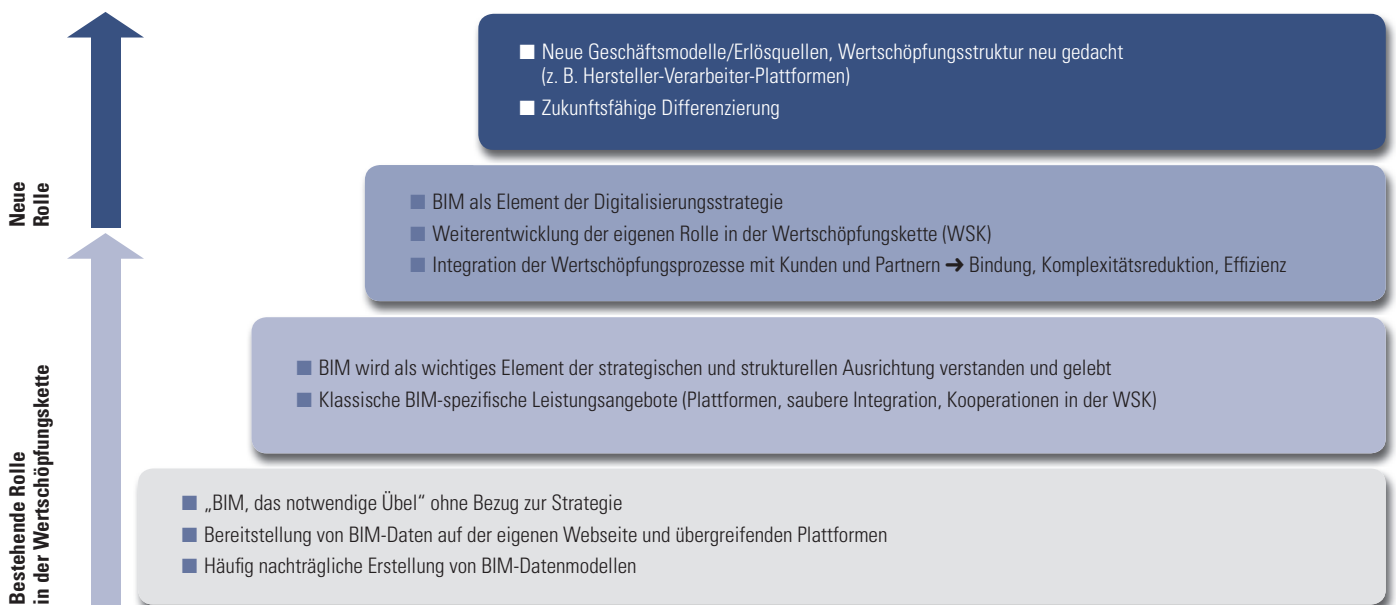 ■ Neue Geschäftsmodelle/Erlösquellen, Wertschöpfungsstruktur neu gedacht
(z. B. Hersteller-Verarbeiter-Plattformen)
■ Zukunftsfähige Differenzierung
Neue
Rolle
■ BIM als Element der Digitalisierungsstrategie
■ Weiterentwicklung der eigenen Rolle in der Wertschöpfungskette (WSK)
■ Integration der Wertschöpfungsprozesse mit Kunden und Partnern ➜ Bindung, Komplexitätsreduktion, Effizienz
■ BIM wird als wichtiges Element der strategischen und strukturellen Ausrichtung verstanden und gelebt
■ Klassische BIM-spezifische Leistungsangebote (Plattformen, saubere Integration, Kooperationen in der WSK)
Bestehende Rolle
in der Wertschöpfungskette
■ „BIM, das notwendige Übel“ ohne Bezug zur Strategie
■ Bereitstellung von BIM-Daten auf der eigenen Webseite und übergreifenden Plattformen
■ Häufig nachträgliche Erstellung von BIM-Datenmodellen